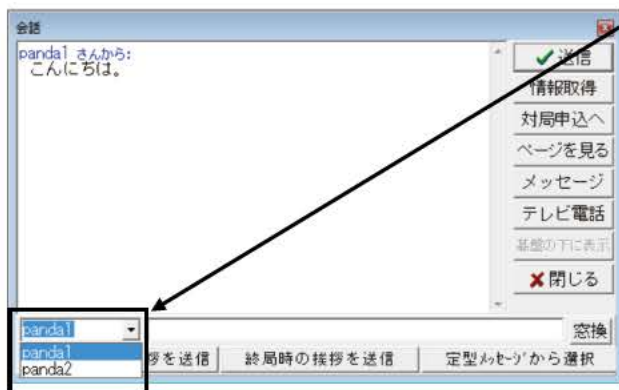 会話
panda1 さんから:
こんにちは。
送信
情報取得
対局申込へ
ページを見る
メッセージ
テレビ電話
碁盤の下に表示
閉じる
panda1
窓換
panda1
panda2
拶を送信
終局時の挨拶を送信
定型メッセージから選択